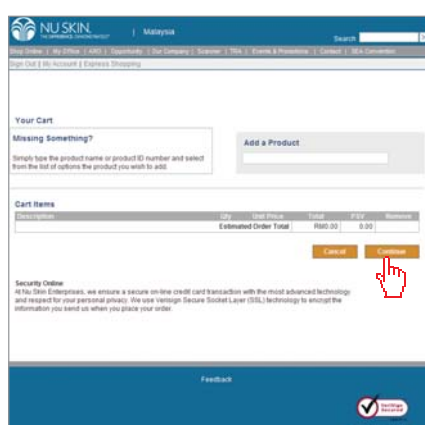 NU SKIN
THE DIFFERENCE. DEMONSTRATED.
| Malaysia
Search
Shop Online | My Office | ARO | Opportunity | Our Company | Scanner | TRA | Events & Promotions | Contact | SEA Convention
Sign Out | My Account | Express Shopping
Your Cart
Missing Something?
Simply type the product name or product ID number and select
from the list of options the product you wish to add.
Add a Product
Cart Items
Description Qty Unit Price Total PSV Remove
Estimated Order Total RM0.00 0.00
Cancel Continue
Security Online
At Nu Skin Enterprises, we ensure a secure on-line credit card transaction with the most advanced technology
and respect for your personal privacy. We use Verisign Secure Socket Layer (SSL) technology to encrypt the
information you send us when you place your order.
Feedback
VeriSign
Secured